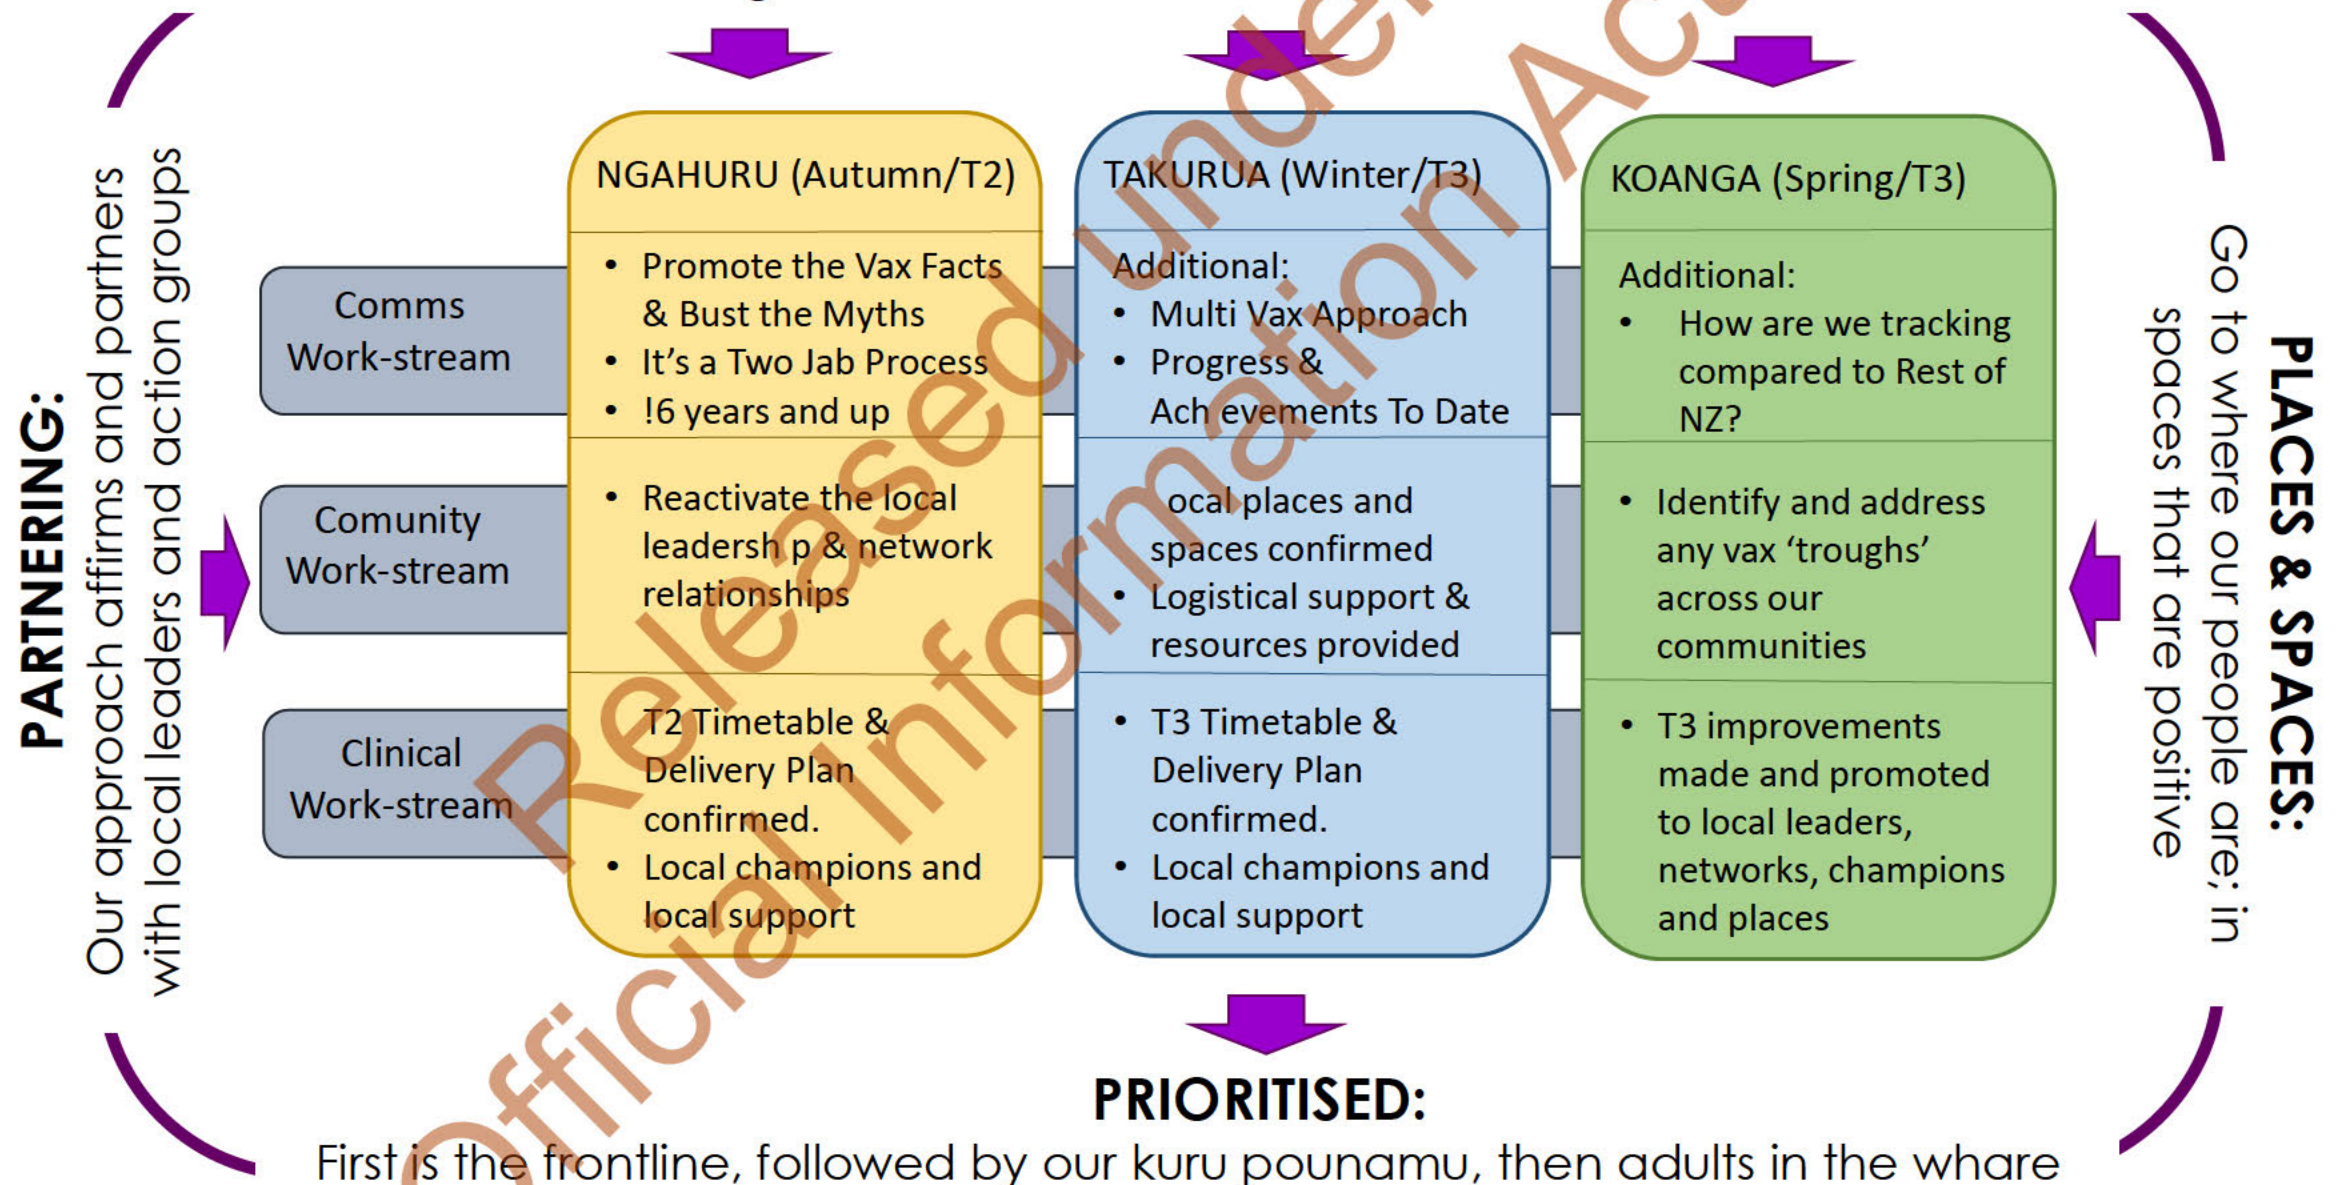 PARTNERING:
Our approach affirms and partners
with local leaders and action groups
Comms
Work-stream
Comunity
Work-stream
Clinical
Work-stream
NGAHURU (Autumn/T2)
• Promote the Vax Facts
& Bust the Myths
• It's a Two Jab Process
• !6 years and up
• Reactivate the local
leadersh p & network
relationships
T2 Timetable &
Delivery Plan
confirmed.
• Local champions and
local support
TAKURUA (Winter/T3)
Additional:
• Multi Vax Approach
• Progress &
Ach evements To Date
ocal places and
spaces confirmed
• Logistical support &
resources provided
• T3 Timetable &
Delivery Plan
confirmed.
• Local champions and
local support
KOANGA (Spring/T3)
Additional:
• How are we tracking
compared to Rest of
NZ?
• Identify and address
any vax 'troughs'
across our
communities
• T3 improvements
made and promoted
to local leaders,
networks, champions
and places
PLACES & SPACES:
Go to where our people are; in
spaces that are positive
PRIORITISED:
First is the frontline, followed by our kuru pounamu, then adults in the whare
Released under
Official Information Act